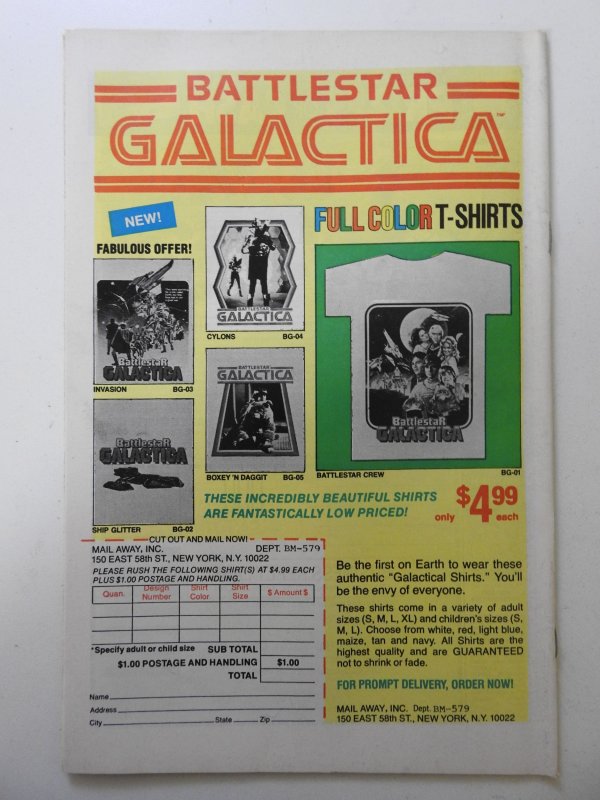 BATTLESTAR
GALACTICA™
NEW!
FABULOUS OFFER!
FULL COLOR T-SHIRTS
BattlestaR
GALACTICA
INVASION BG-03
BATTLESTAR
GALACTICA
CYLONS BG-04
BattlestaR
GALACTICA
SHIP GLITTER BG-02
BATTLESTAR
GALACTICA
BOXEY 'N DAGGIT BG-05
BattlestaR
GALACTICA
BATTLESTAR CREW BG-01
THESE INCREDIBLY BEAUTIFUL SHIRTS
ARE FANTASTICALLY LOW PRICED!
only $4.99 each
CUT OUT AND MAIL NOW!
MAIL AWAY, INC. DEPT. BM-579
150 EAST 58th ST., NEW YORK, N.Y. 10022
PLEASE RUSH THE FOLLOWING SHIRT(S) AT $4.99 EACH
PLUS $1.00 POSTAGE AND HANDLING.
Quan. Design Number Shirt Color Shirt Size $ Amount $
*Specify adult or child size SUB TOTAL
$1.00 POSTAGE AND HANDLING $1.00
TOTAL
Name
Address
City State Zip
Be the first on Earth to wear these
authentic "Galactical Shirts." You'll
be the envy of everyone.
These shirts come in a variety of adult
sizes (S, M, L, XL) and children's sizes (S,
M, L). Choose from white, red, light blue,
maize, tan and navy. All Shirts are the
highest quality and are GUARANTEED
not to shrink or fade.
FOR PROMPT DELIVERY, ORDER NOW!
MAIL AWAY, INC. Dept. BM-579
150 EAST 58th ST., NEW YORK, N.Y. 10022